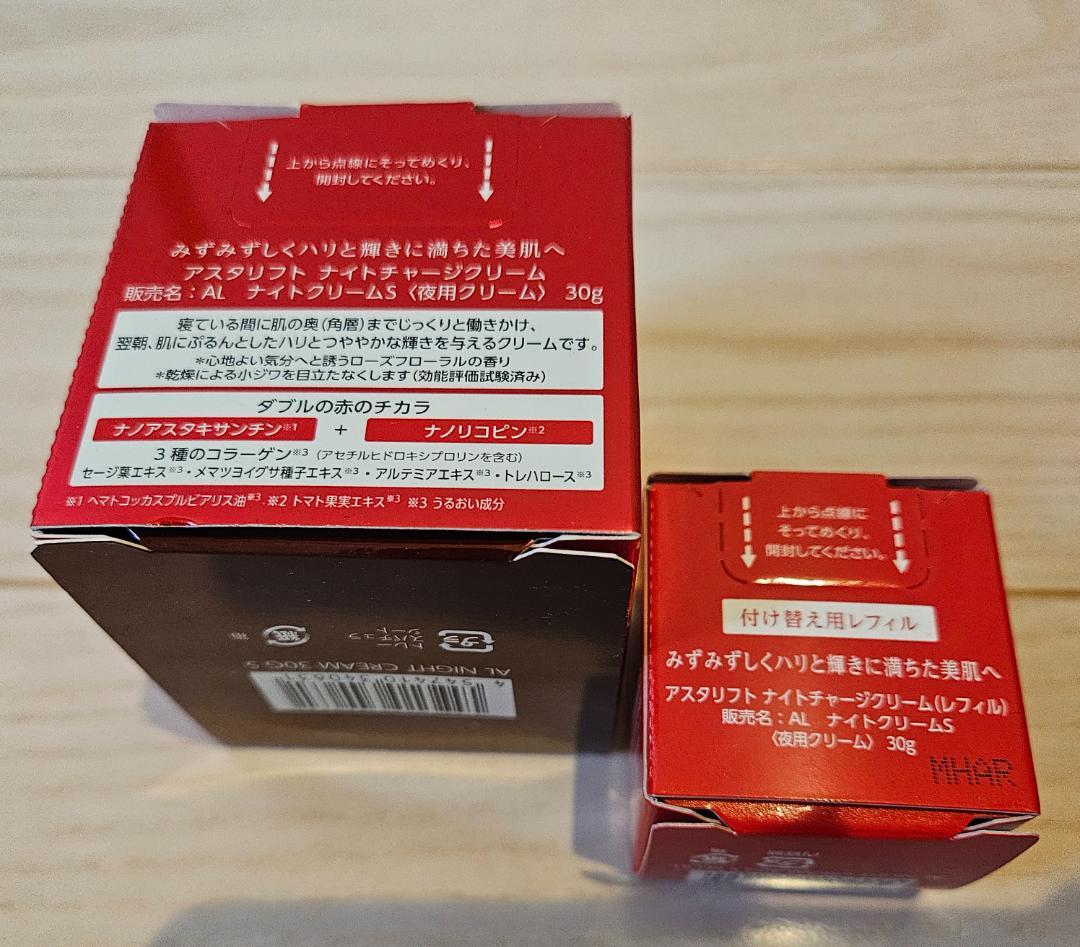 上から点線にそってめくり、
開封してください。
みずみずしくハリと輝きに満ちた美肌へ
アスタリフト ナイトチャージクリーム
販売名：AL　ナイトクリームS〈夜用クリーム〉 30g
寝ている間に肌の奥（角層）までじっくりと働きかけ、
翌朝、肌にぷるんとしたハリとつややかな輝きを与えるクリームです。
*心地よい気分へと誘うローズフローラルの香り
*乾燥による小ジワを目立たなくします（効能評価試験済み）
ダブルの赤のチカラ
ナノアスタキサンチン※1 + ナノリコピン※2
3種のコラーゲン※3（アセチルヒドロキシプロリンを含む）
セージ葉エキス※3・メマツヨイグサ種子エキス※3・アルテミアエキス※3・トレハロース※3
※1 ヘマトコッカスプルビアリス油※3 ※2 トマト果実エキス※3 ※3 うるおい成分
プラ
トレー
スパチュラ
シート
紙
箱
AL NIGHT CREAM 30G S
上から点線に
そってめくり、
開封してください。
付け替え用レフィル
みずみずしくハリと輝きに満ちた美肌へ
アスタリフト ナイトチャージクリーム(レフィル)
販売名：AL　ナイトクリームS
〈夜用クリーム〉 30g
MHAR